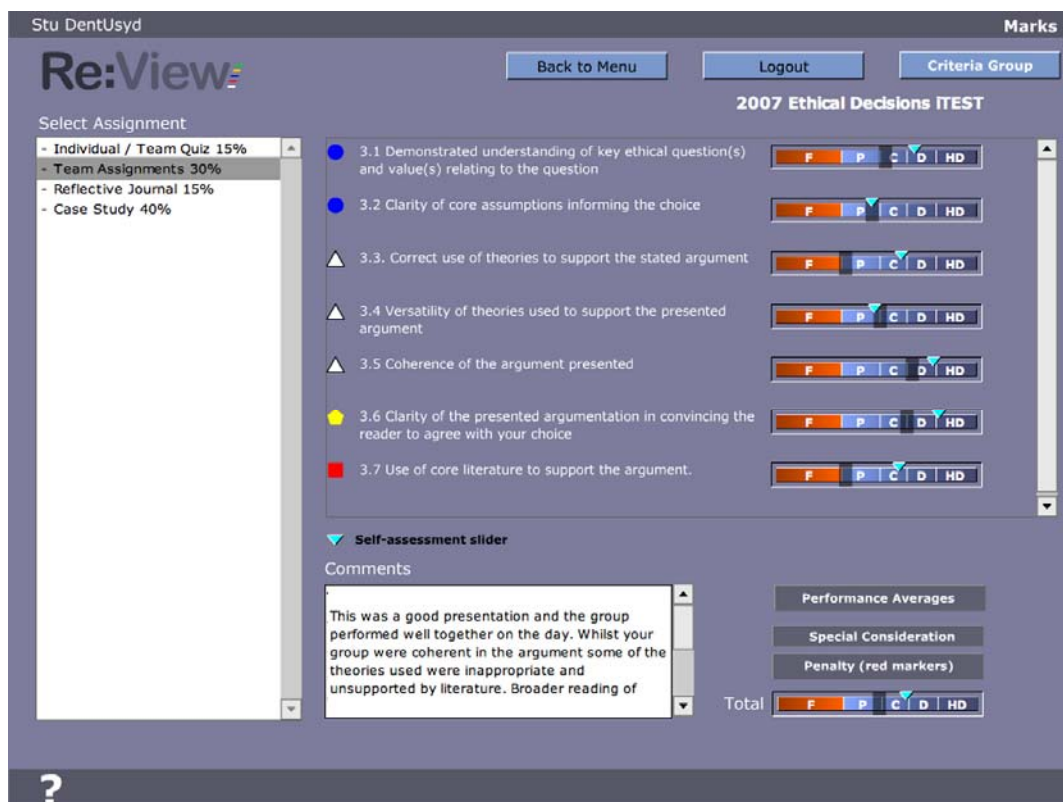 Stu DentUsyd
Marks
Re:View
Back to Menu
Logout
Criteria Group
2007 Ethical Decisions iTEST
Select Assignment
- Individual / Team Quiz 15%
- Team Assignments 30%
- Reflective Journal 15%
- Case Study 40%
3.1 Demonstrated understanding of key ethical question(s)
and value(s) relating to the question
F P C D HD
3.2 Clarity of core assumptions informing the choice
F P C D HD
3.3. Correct use of theories to support the stated argument
F P C D HD
3.4 Versatility of theories used to support the presented
argument
F P C D HD
3.5 Coherence of the argument presented
F P C D HD
3.6 Clarity of the presented argumentation in convincing the
reader to agree with your choice
F P C D HD
3.7 Use of core literature to support the argument.
F P C D HD
Self-assessment slider
Comments
This was a good presentation and the group
performed well together on the day. Whilst your
group were coherent in the argument some of the
theories used were inappropriate and
unsupported by literature. Broader reading of
Performance Averages
Special Consideration
Penalty (red markers)
Total F P C D HD
?